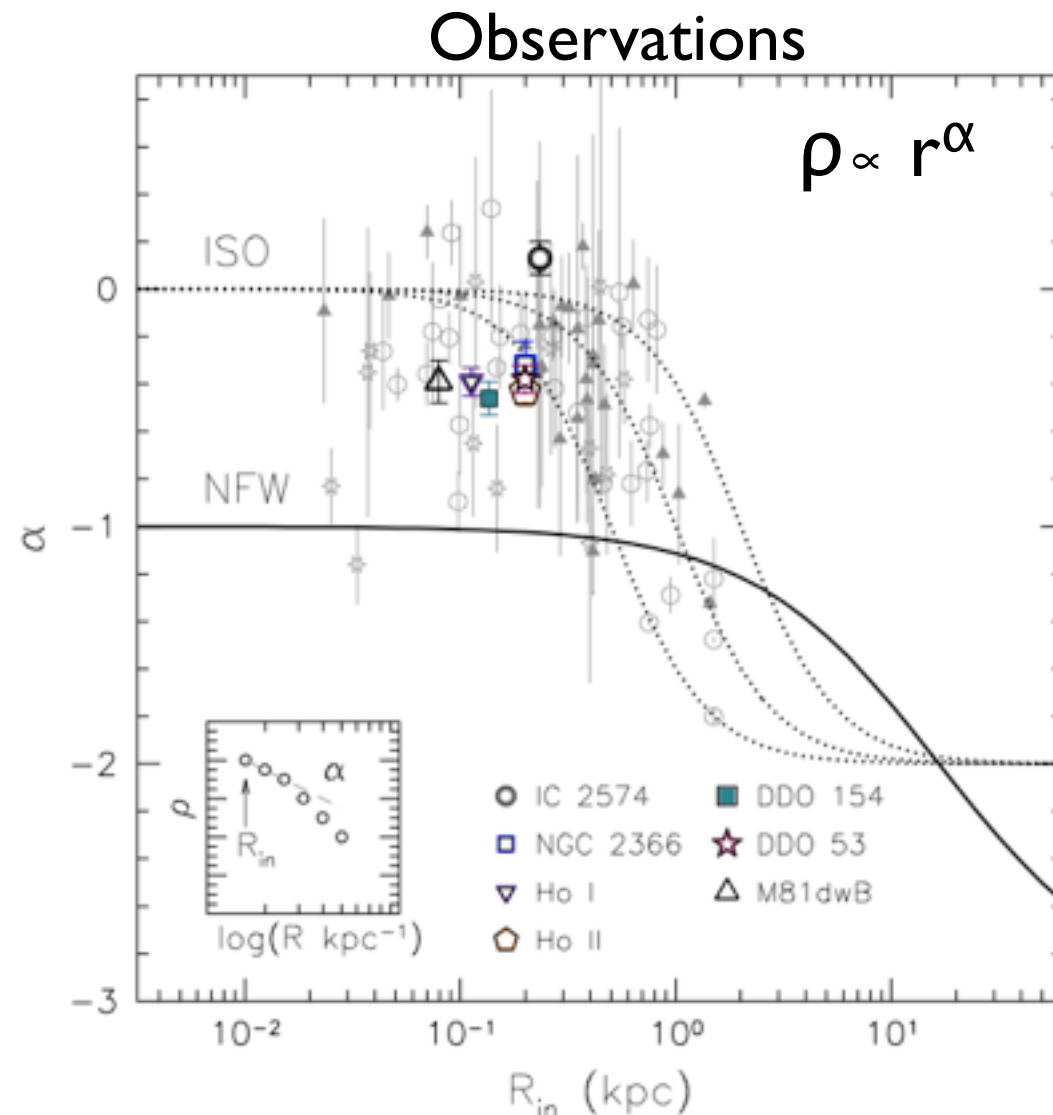 Observations
ρ ∝ r^α
ISO
NFW
0
−1
−2
−3
α
10⁻² 10⁻¹ 10⁰ 10¹
R_in (kpc)
ρ
α
R_in
log(R kpc⁻¹)
IC 2574
NGC 2366
Ho I
Ho II
DDO 154
DDO 53
M81dwB